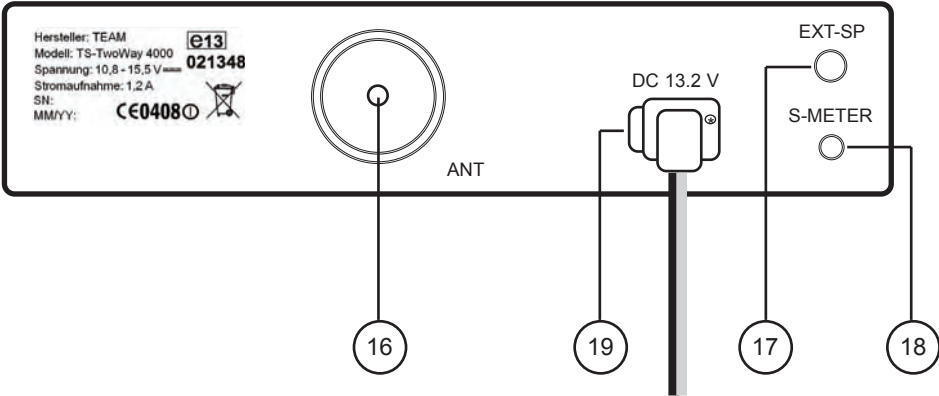 Hersteller: TEAM
Modell: TS-TwoWay 4000
Spannung: 10,8 - 15,5 V
Stromaufnahme: 1,2 A
SN:
MM/YY:
e13
021348
CE0408
ANT
DC 13.2 V
EXT-SP
S-METER
16
19
17
18